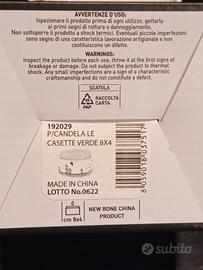 AVVERTENZE D'USO:
Ispezionare il prodotto prima di ogni utilizzo, gettarlo
ai primi segni di rottura o danneggiamento.
Non sottoporre il prodotto a shock termici. Eventuali piccole imperfezioni
sono una caratteristica della lavorazione artigianale e non
costituiscono un difetto.
WARNINGS:
Inspect the product before each use, throw it at the first signs
of breakage or damage. Do not subject the product to thermal
shock. Any small imperfections are a characteristic of
craftsmanship and do not constitute a defect.
SCATOLA
PAP
RACCOLTA
CARTA
192029
P/CANDELA LE
CASETTE VERDE 8X4
MADE IN CHINA
LOTTO No.0622
8059018037517
cm 8x4
NEW BONE CHINA
PRODUCT
subito